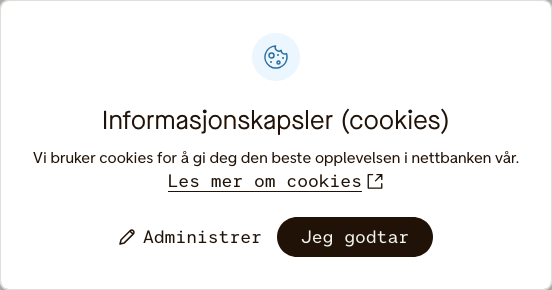 Informasjonskapsler (cookies)
Vi bruker cookies for å gi deg den beste opplevelsen i nettbanken vår.
Les mer om cookies
Administrer
Jeg godtar